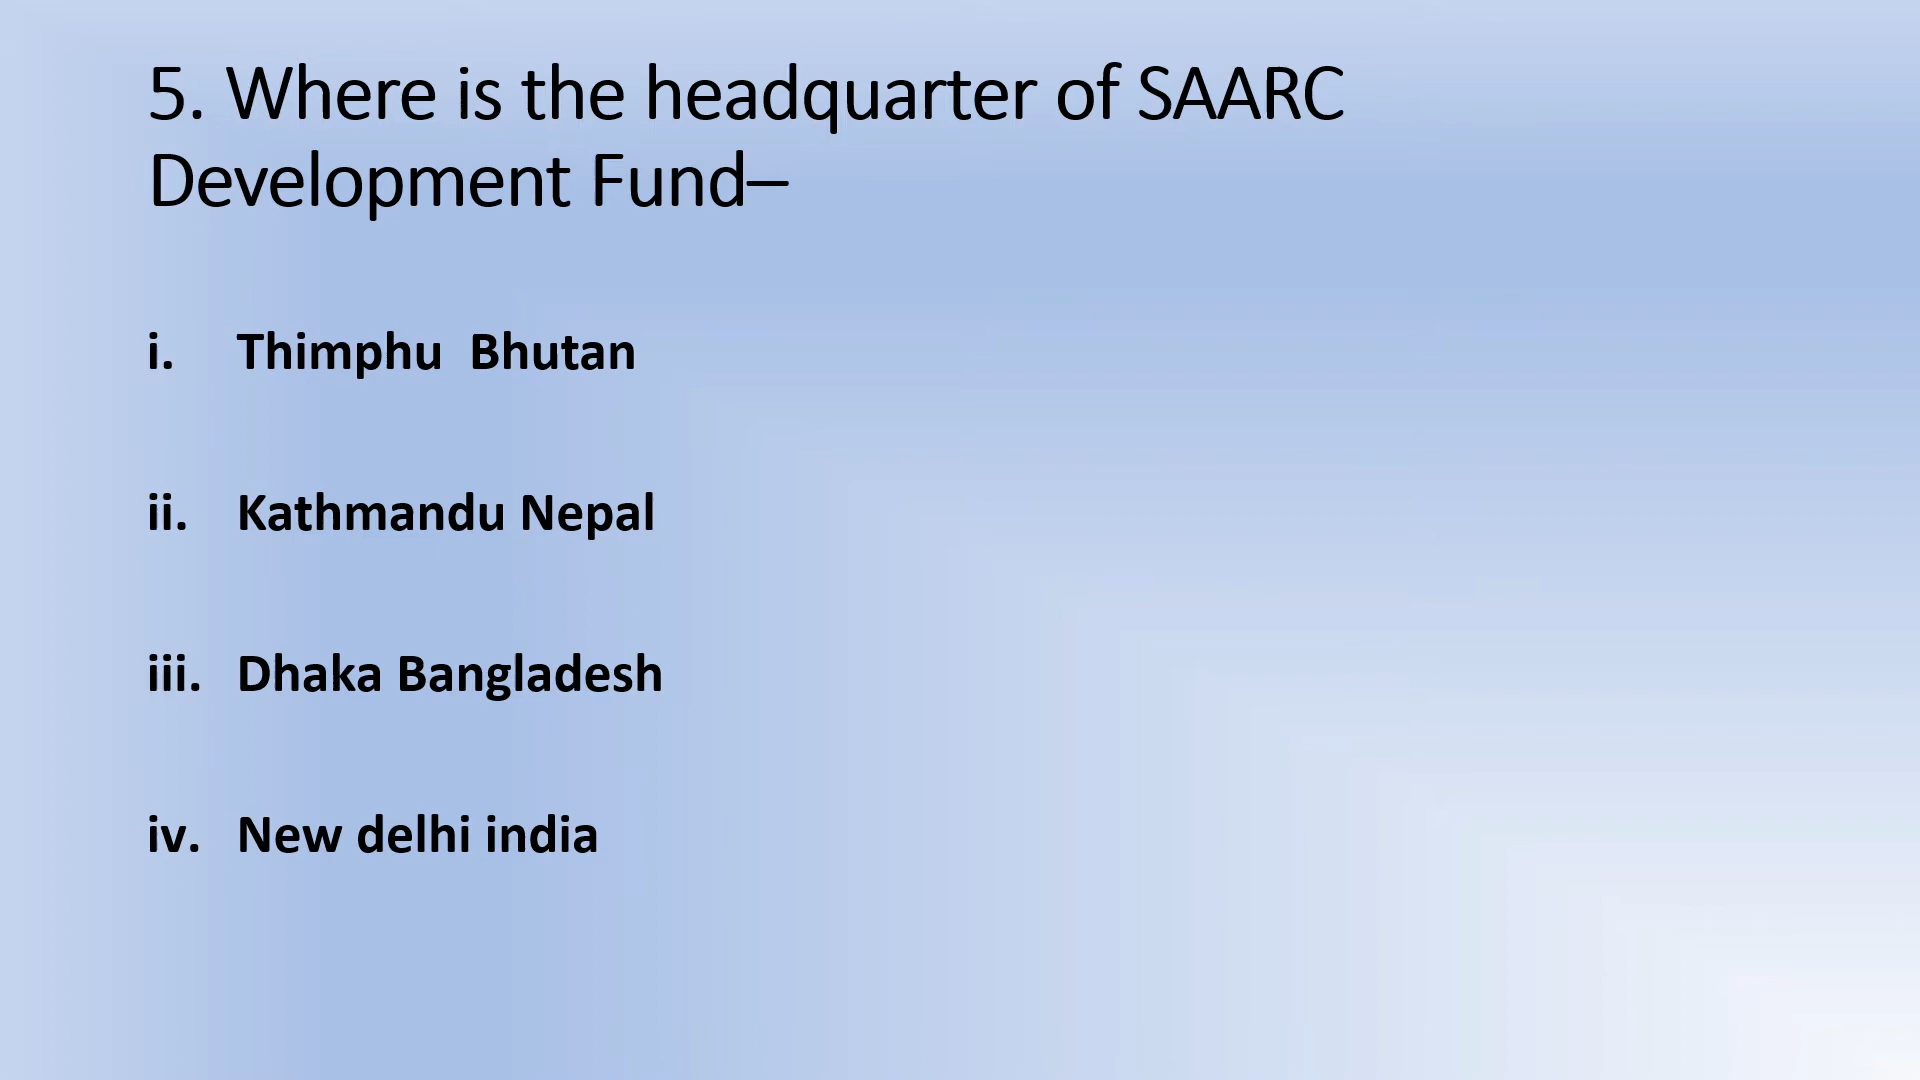 5. Where is the headquarter of SAARC
Development Fund–
i. Thimphu  Bhutan
ii. Kathmandu Nepal
iii. Dhaka Bangladesh
iv. New delhi india